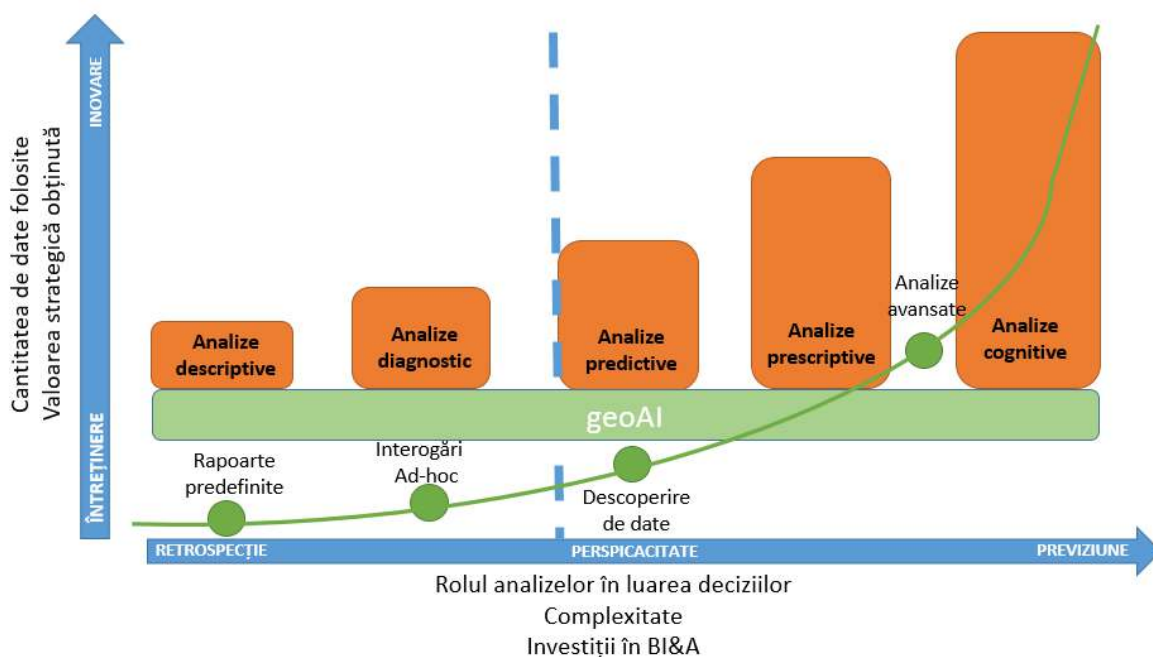 Cantitatea de date folosite
Valoarea strategică obținută
INOVARE
ÎNTREȚINERE
Analize
descriptive
Analize
diagnostic
Analize
predictive
Analize
prescriptive
Analize
cognitive
Analize
avansate
geoAI
Rapoarte
predefinite
Interogări
Ad-hoc
Descoperire
de date
RETROSPECȚIE
PERSPICACITATE
PREVIZIUNE
Rolul analizelor în luarea deciziilor
Complexitate
Investiții în BI&A